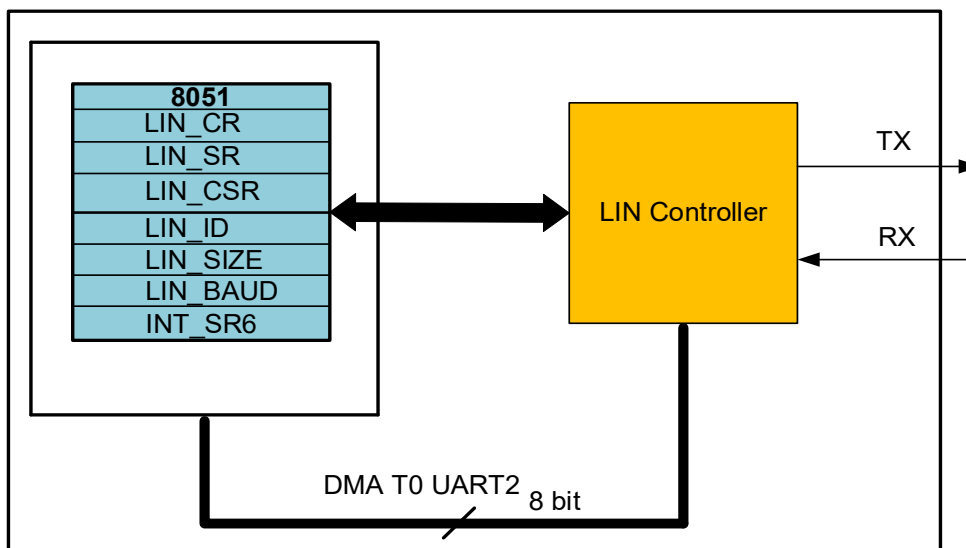 8051
LIN_CR
LIN_SR
LIN_CSR
LIN_ID
LIN_SIZE
LIN_BAUD
INT_SR6
LIN Controller
TX
RX
DMA T0 UART2
8 bit